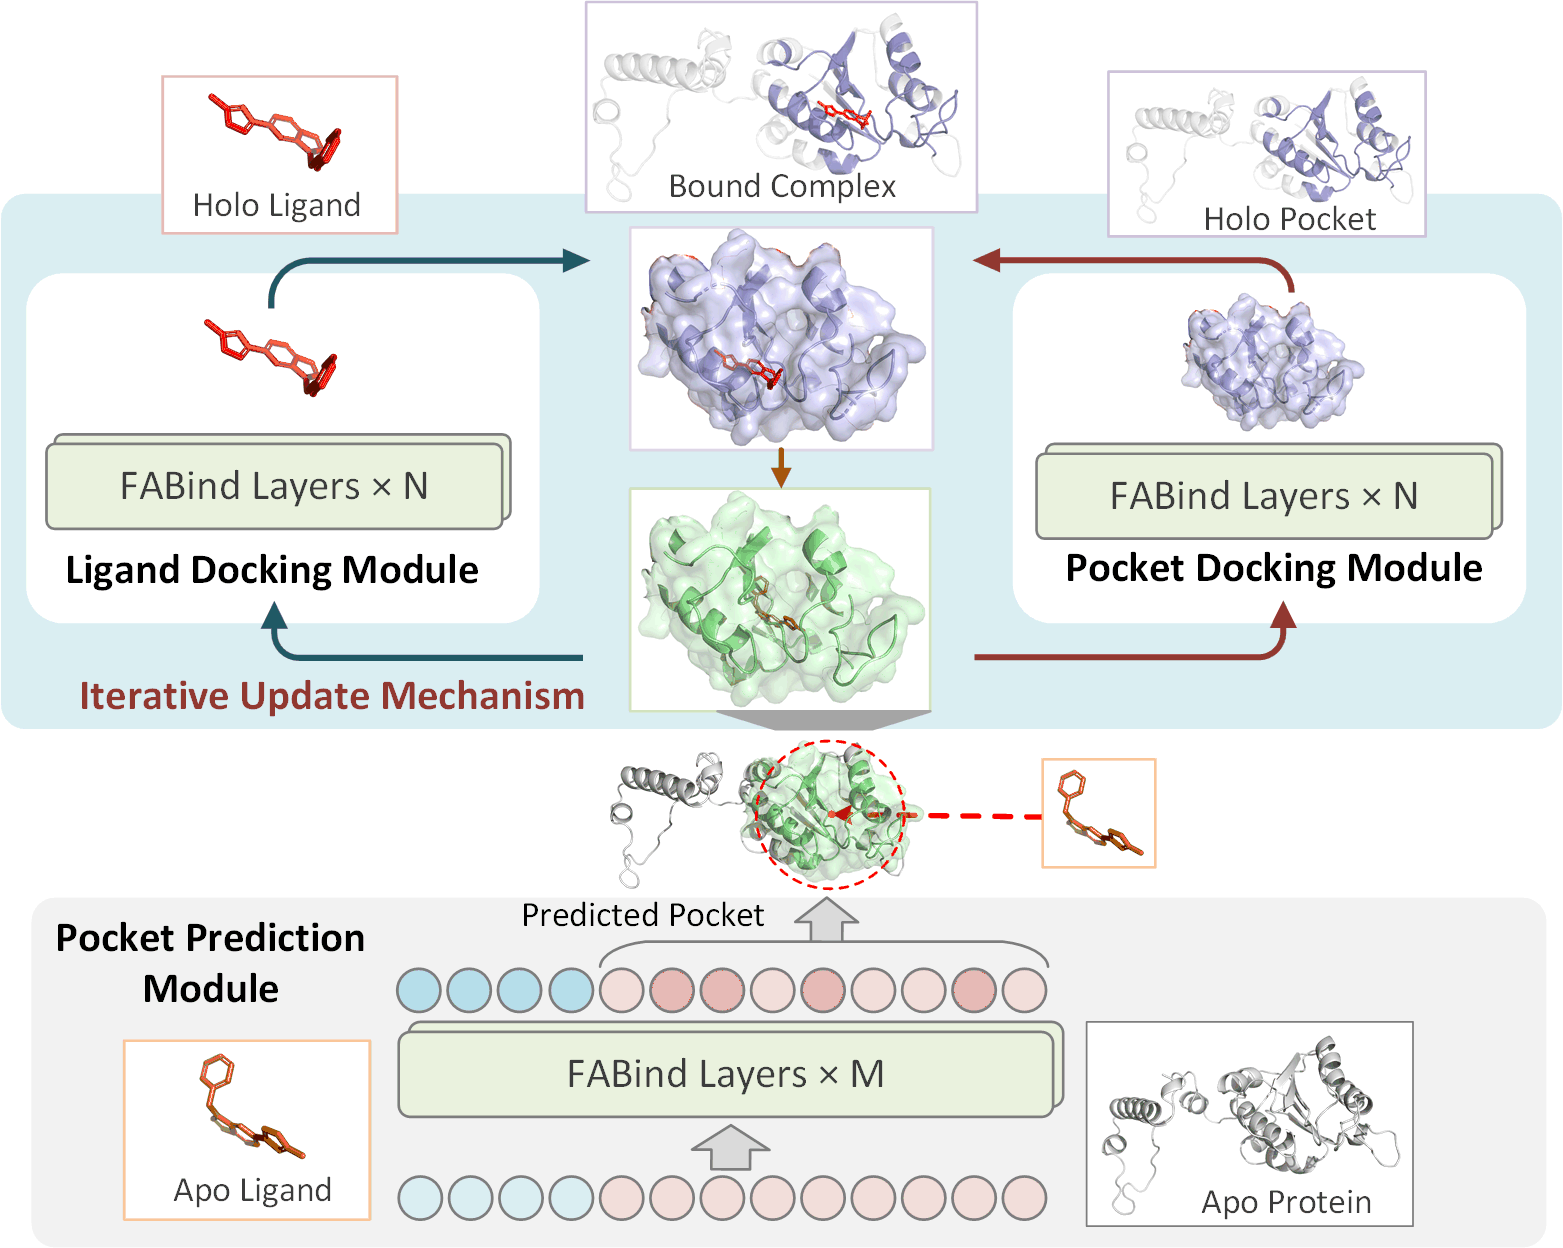 Holo Ligand
Bound Complex
Holo Pocket
FABind Layers × N
Ligand Docking Module
FABind Layers × N
Pocket Docking Module
Iterative Update Mechanism
Predicted Pocket
Pocket Prediction
Module
FABind Layers × M
Apo Ligand
Apo Protein